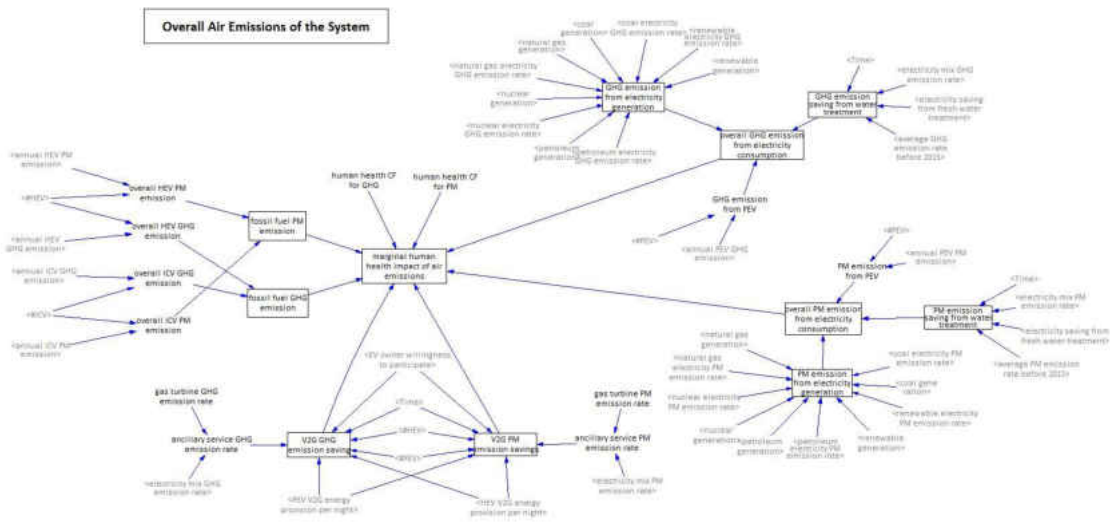 Overall Air Emissions of the System
<coal
generation>
<coal electricity
GHG emission rate>
<renewable
electricity GHG
emission rate>
<natural gas
generation>
<renewable
generation>
<natural gas electricity
GHG emission rate>
<nuclear
generation>
<nuclear electricity
GHG emission rate>
<petroleum
generation>
<petroleum electricity
GHG emission rate>
GHG emission
from electricity
generation
<Time>
<electricity mix GHG
emission rate>
GHG emission
saving from water
treatment
<electricity saving
from fresh water
treatment>
<average GHG
emission rate
before 2015>
overall GHG emission
from electricity
consumption
GHG emission
from PEV
<#PEV>
<annual PEV GHG
emission>
<annual HEV PM
emission>
<#HEV>
overall HEV PM
emission
overall HEV GHG
emission
<annual HEV
GHG emission>
<annual ICV GHG
emission>
overall ICV GHG
emission
<#ICV>
overall ICV PM
emission
<annual ICV PM
emission>
fossil fuel PM
emission
fossil fuel GHG
emission
human health CF
for GHG
human health CF
for PM
marginal human
health impact of air
emissions
<#PEV>
<annual PEV PM
emission>
PM emission
from PEV
overall PM emission
from electricity
consumption
<Time>
<electricity mix PM
emission rate>
PM emission
saving from water
treatment
<electricity saving from
fresh water treatment>
<average PM emission
rate before 2015>
<natural gas
generation>
<natural gas
electricity PM
emission rate>
<nuclear electricity
PM emission rate>
<nuclear
generation>
<petroleum
generation>
<petroleum
electricity PM
emission rate>
<renewable
generation>
<renewable electricity
PM emission rate>
<coal gene
ration>
<coal electricity PM
emission rate>
PM emission
from electricity
generation
<EV owner willingness
to participate>
<Time>
<#HEV>
<#PEV>
gas turbine GHG
emission rate
ancillary service GHG
emission rate
<electricity mix GHG
emission rate>
V2G GHG
emission saving
V2G PM
emission savings
gas turbine PM
emission rate
ancillary service PM
emission rate
<electricity mix PM
emission rate>
<PEV V2G energy
provision per night>
<HEV V2G energy
provision per night>